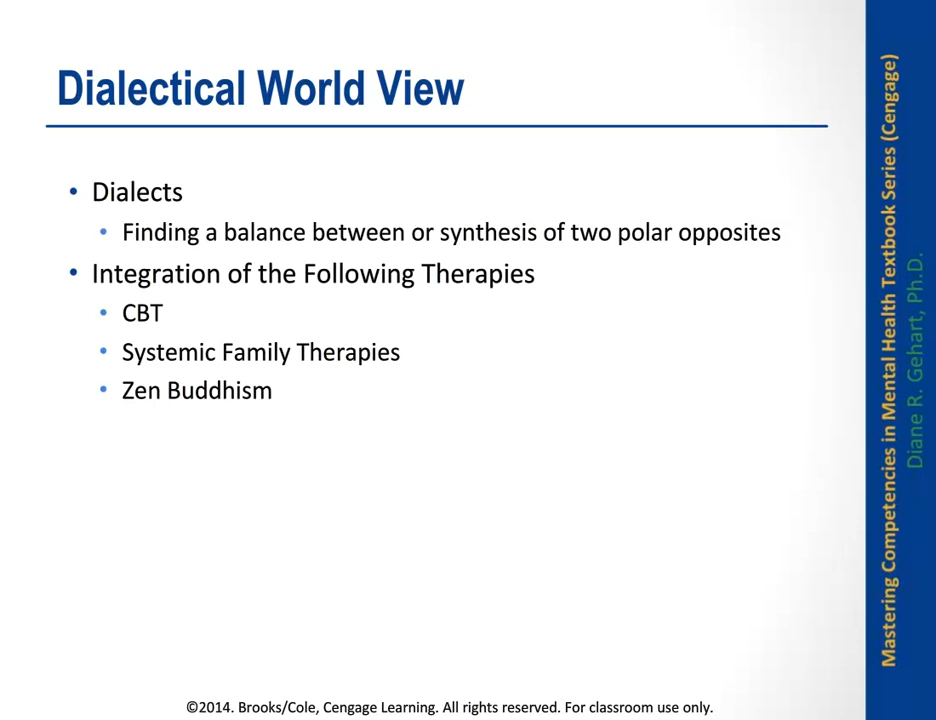 Dialectical World View
• Dialects
• Finding a balance between or synthesis of two polar opposites
• Integration of the Following Therapies
• CBT
• Systemic Family Therapies
• Zen Buddhism
Mastering Competencies in Mental Health Textbook Series (Cengage)
Diane R. Gehart, Ph.D.
©2014. Brooks/Cole, Cengage Learning. All rights reserved. For classroom use only.